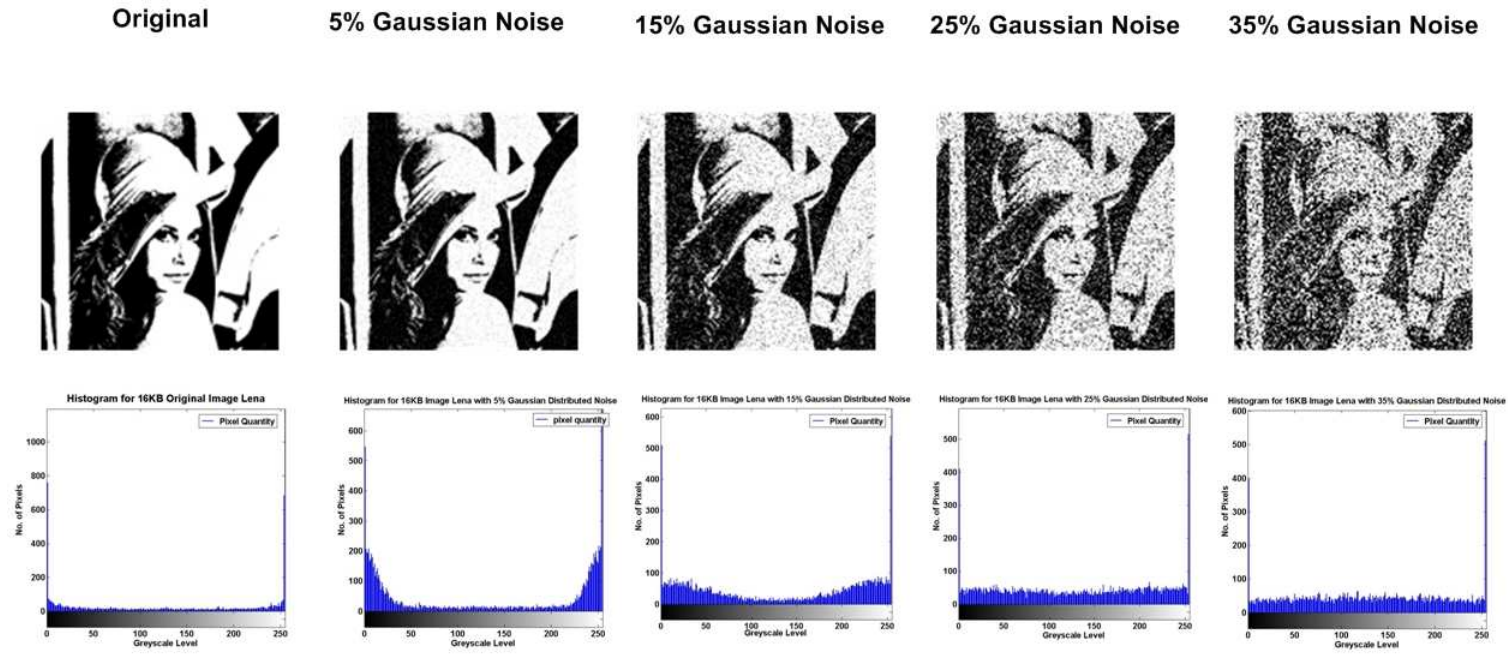 Original
5% Gaussian Noise
15% Gaussian Noise
25% Gaussian Noise
35% Gaussian Noise
Histogram for 16KB Original Image Lena
Pixel Quantity
No. of Pixels
1000
800
600
400
200
0
0 50 100 150 200 250
Greyscale Level
Histogram for 16KB Image Lena with 5% Gaussian Distributed Noise
pixel quantity
No. of Pixels
600
500
400
300
200
100
0
0 50 100 150 200 250
Greyscale Level
Histogram for 16KB Image Lena with 15% Gaussian Distributed Noise
Pixel Quantity
No. of Pixels
600
500
400
300
200
100
0
0 50 100 150 200 250
Greyscale Level
Histogram for 16KB Image Lena with 25% Gaussian Distributed Noise
Pixel Quantity
No. of Pixels
500
400
300
200
100
0
0 50 100 150 200 250
Greyscale Level
Histogram for 16KB Image Lena with 35% Gaussian Distributed Noise
Pixel Quantity
No. of Pixels
600
500
400
300
200
100
0
0 50 100 150 200 250
Greyscale Level